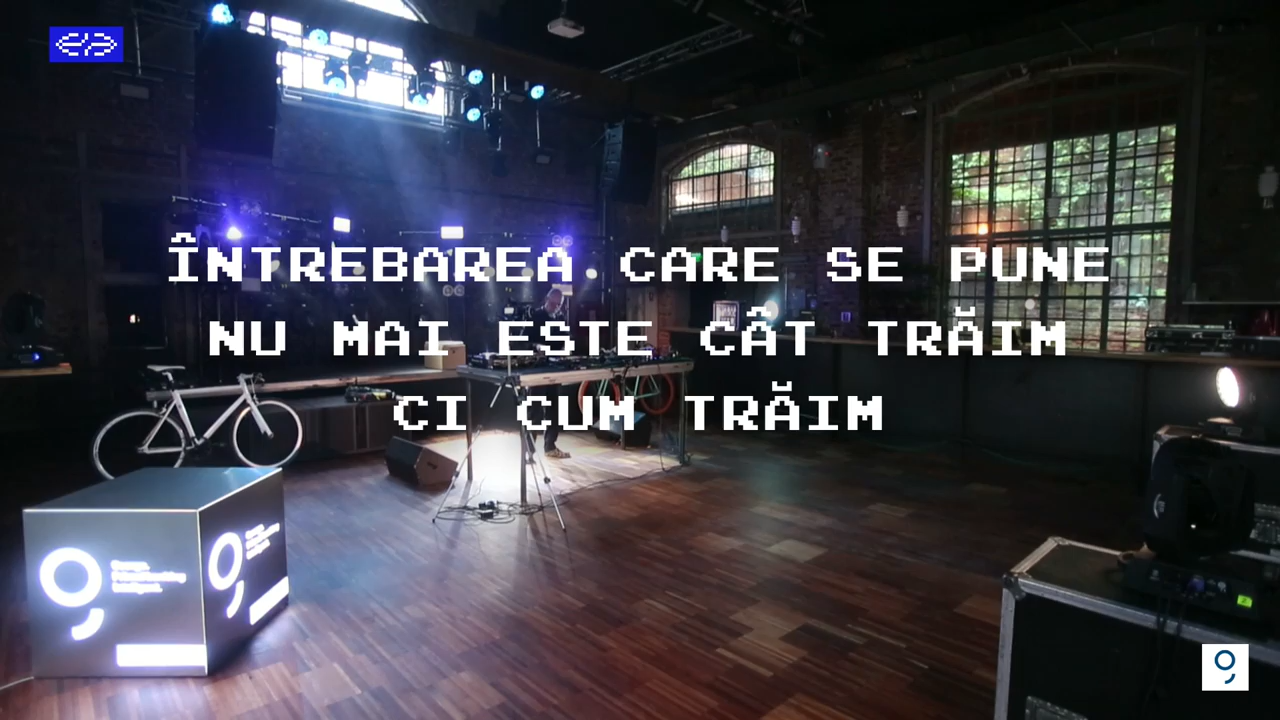 ÎNTREBAREA CARE SE PUNE
NU MAI ESTE CÂT TRĂIM
CI CUM TRĂIM